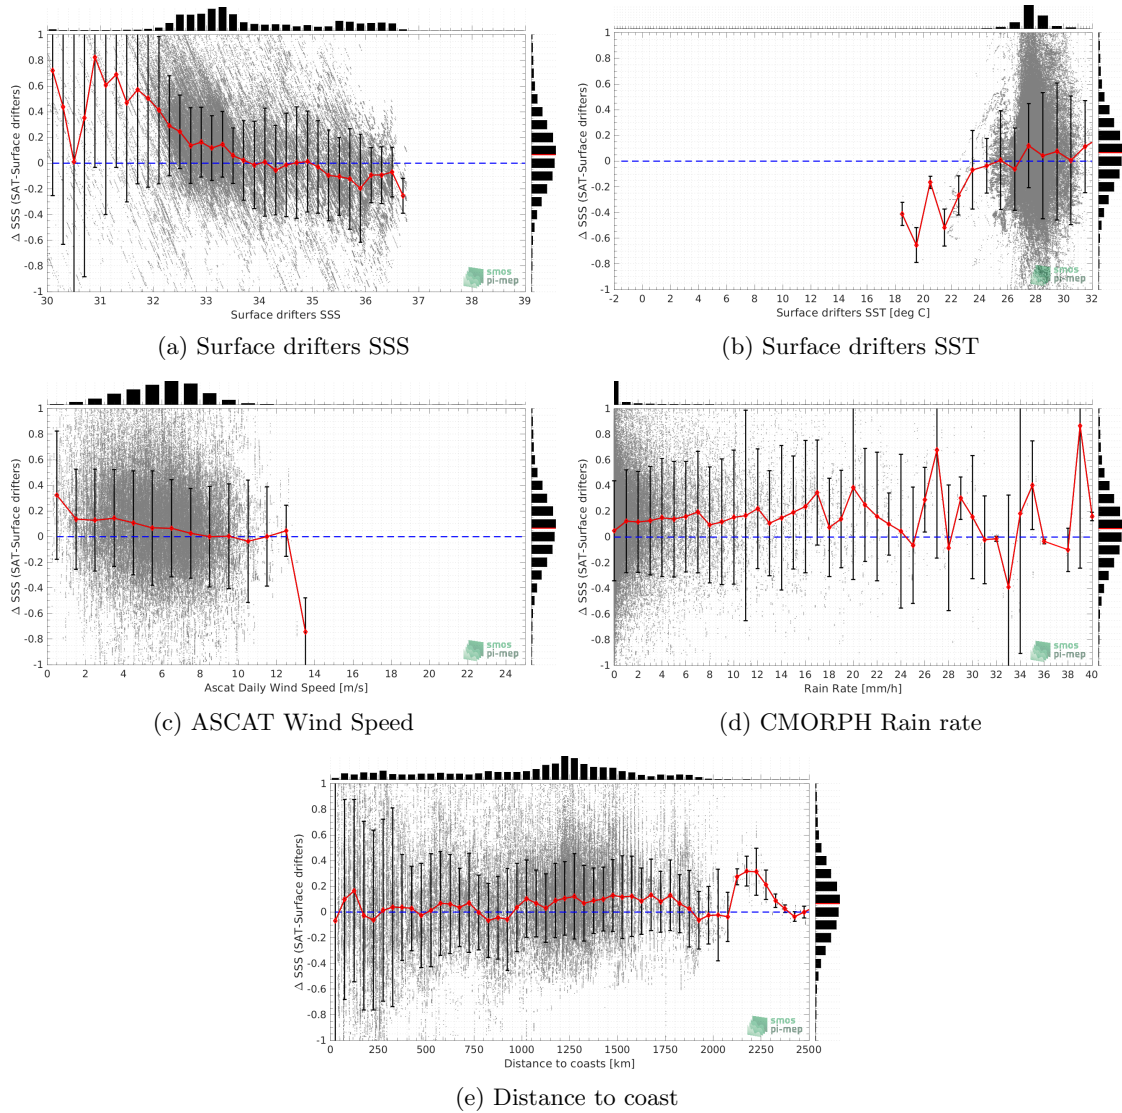 Δ SSS (SAT-Surface drifters)
1
0.8
0.6
0.4
0.2
0
-0.2
-0.4
-0.6
-0.8
-1
30 31 32 33 34 35 36 37 38 39
Surface drifters SSS
smos
pi-mep
(a) Surface drifters SSS
Δ SSS (SAT-Surface drifters)
1
0.8
0.6
0.4
0.2
0
-0.2
-0.4
-0.6
-0.8
-1
-2 0 2 4 6 8 10 12 14 16 18 20 22 24 26 28 30 32
Surface drifters SST [deg C]
smos
pi-mep
(b) Surface drifters SST
Δ SSS (SAT-Surface drifters)
1
0.8
0.6
0.4
0.2
0
-0.2
-0.4
-0.6
-0.8
-1
0 2 4 6 8 10 12 14 16 18 20 22 24
Ascat Daily Wind Speed [m/s]
smos
pi-mep
(c) ASCAT Wind Speed
Δ SSS (SAT-Surface drifters)
1
0.8
0.6
0.4
0.2
0
-0.2
-0.4
-0.6
-0.8
-1
0 2 4 6 8 10 12 14 16 18 20 22 24 26 28 30 32 34 36 38 40
Rain Rate [mm/h]
smos
pi-mep
(d) CMORPH Rain rate
Δ SSS (SAT-Surface drifters)
1
0.8
0.6
0.4
0.2
0
-0.2
-0.4
-0.6
-0.8
-1
0 250 500 750 1000 1250 1500 1750 2000 2250 2500
Distance to coasts [km]
smos
pi-mep
(e) Distance to coast